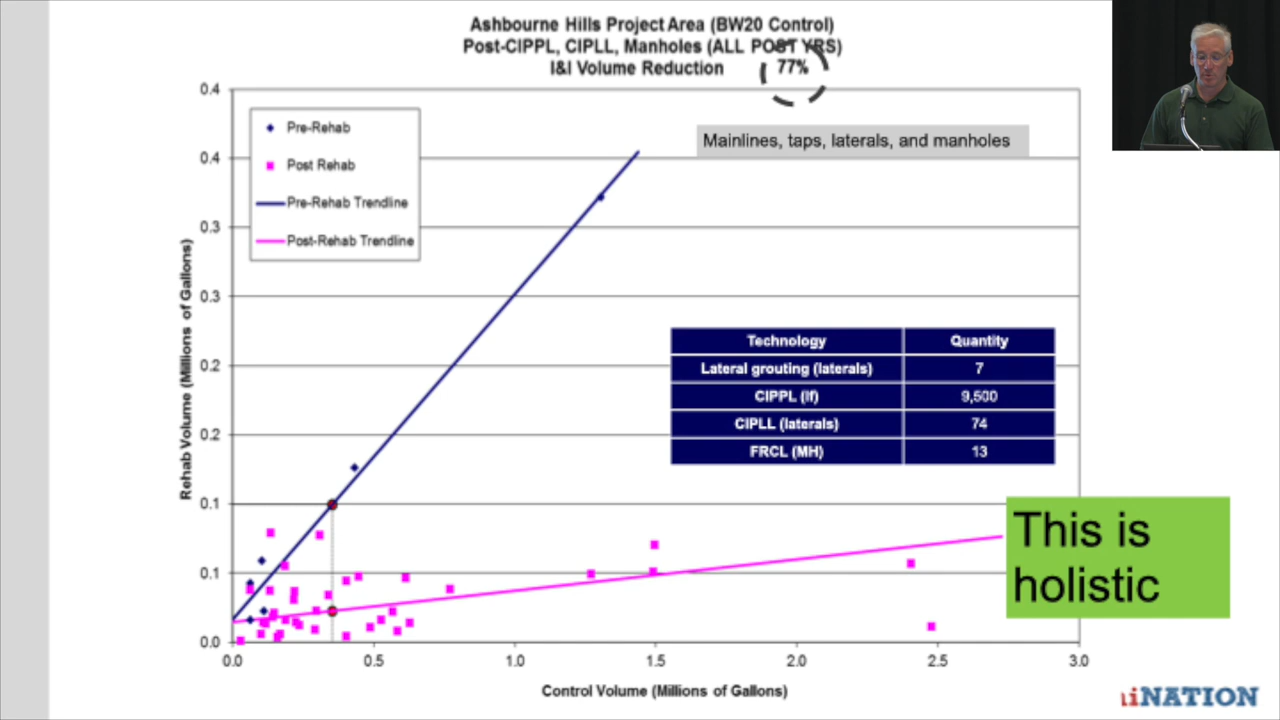 Ashbourne Hills Project Area (BW20 Control)
Post-CIPPL, CIPLL, Manholes (ALL POST YRS)
I&I Volume Reduction 77%
Mainlines, taps, laterals, and manholes
Pre-Rehab
Post Rehab
Pre-Rehab Trendline
Post-Rehab Trendline
Rehab Volume (Millions of Gallons)
0.4
0.4
0.3
0.3
0.2
0.2
0.1
0.1
0.0
Technology Quantity
Lateral grouting (laterals) 7
CIPPL (lf) 9,500
CIPLL (laterals) 74
FRCL (MH) 13
This is
holistic
0.0 0.5 1.0 1.5 2.0 2.5 3.0
Control Volume (Millions of Gallons)
iiNATION